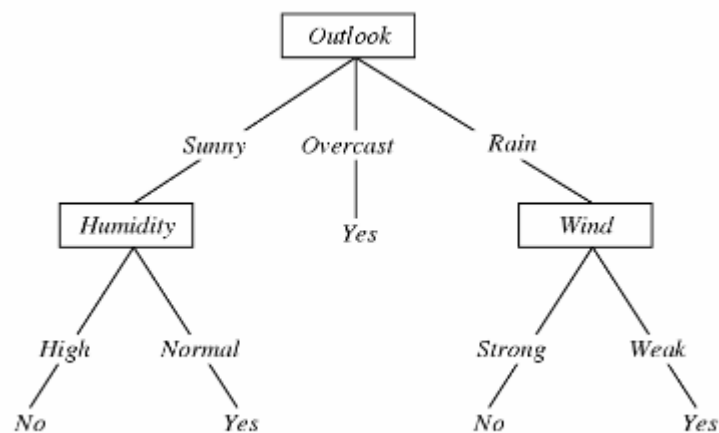 Outlook
Sunny Overcast Rain
Humidity Yes Wind
High Normal Strong Weak
No Yes No Yes